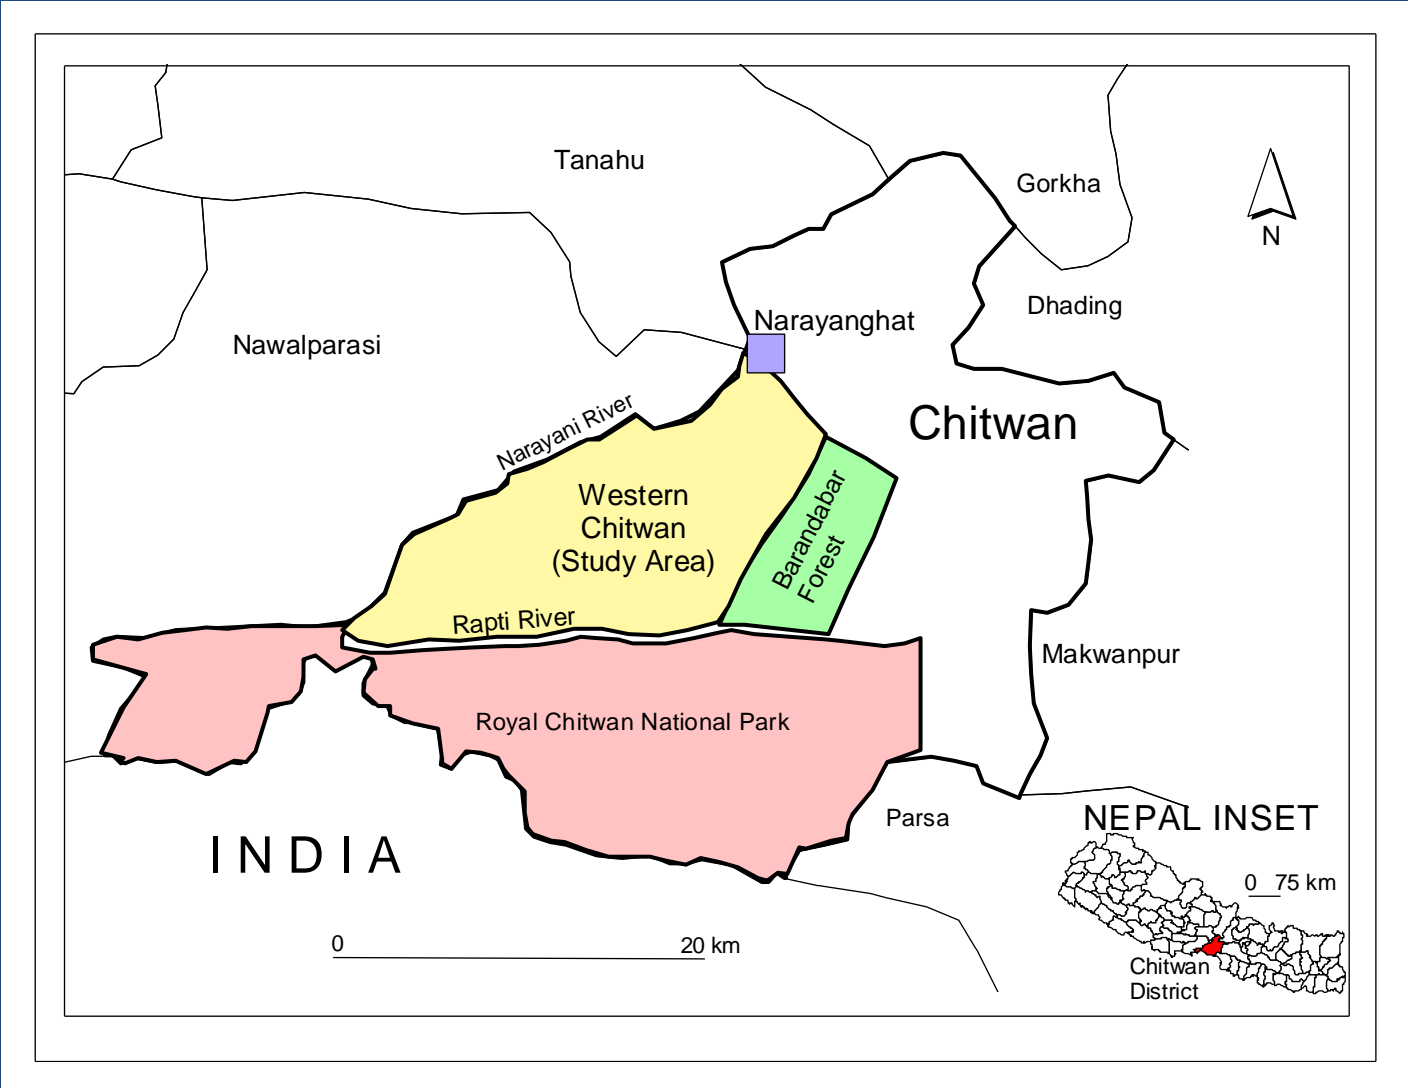 Tanahu
Gorkha
N
Dhading
Narayanghat
Nawalparasi
Chitwan
Narayani River
Western
Chitwan
(Study Area)
Barandabar
Forest
Rapti River
Makwanpur
Royal Chitwan National Park
Parsa
NEPAL INSET
INDIA
0 75 km
0 20 km
Chitwan
District